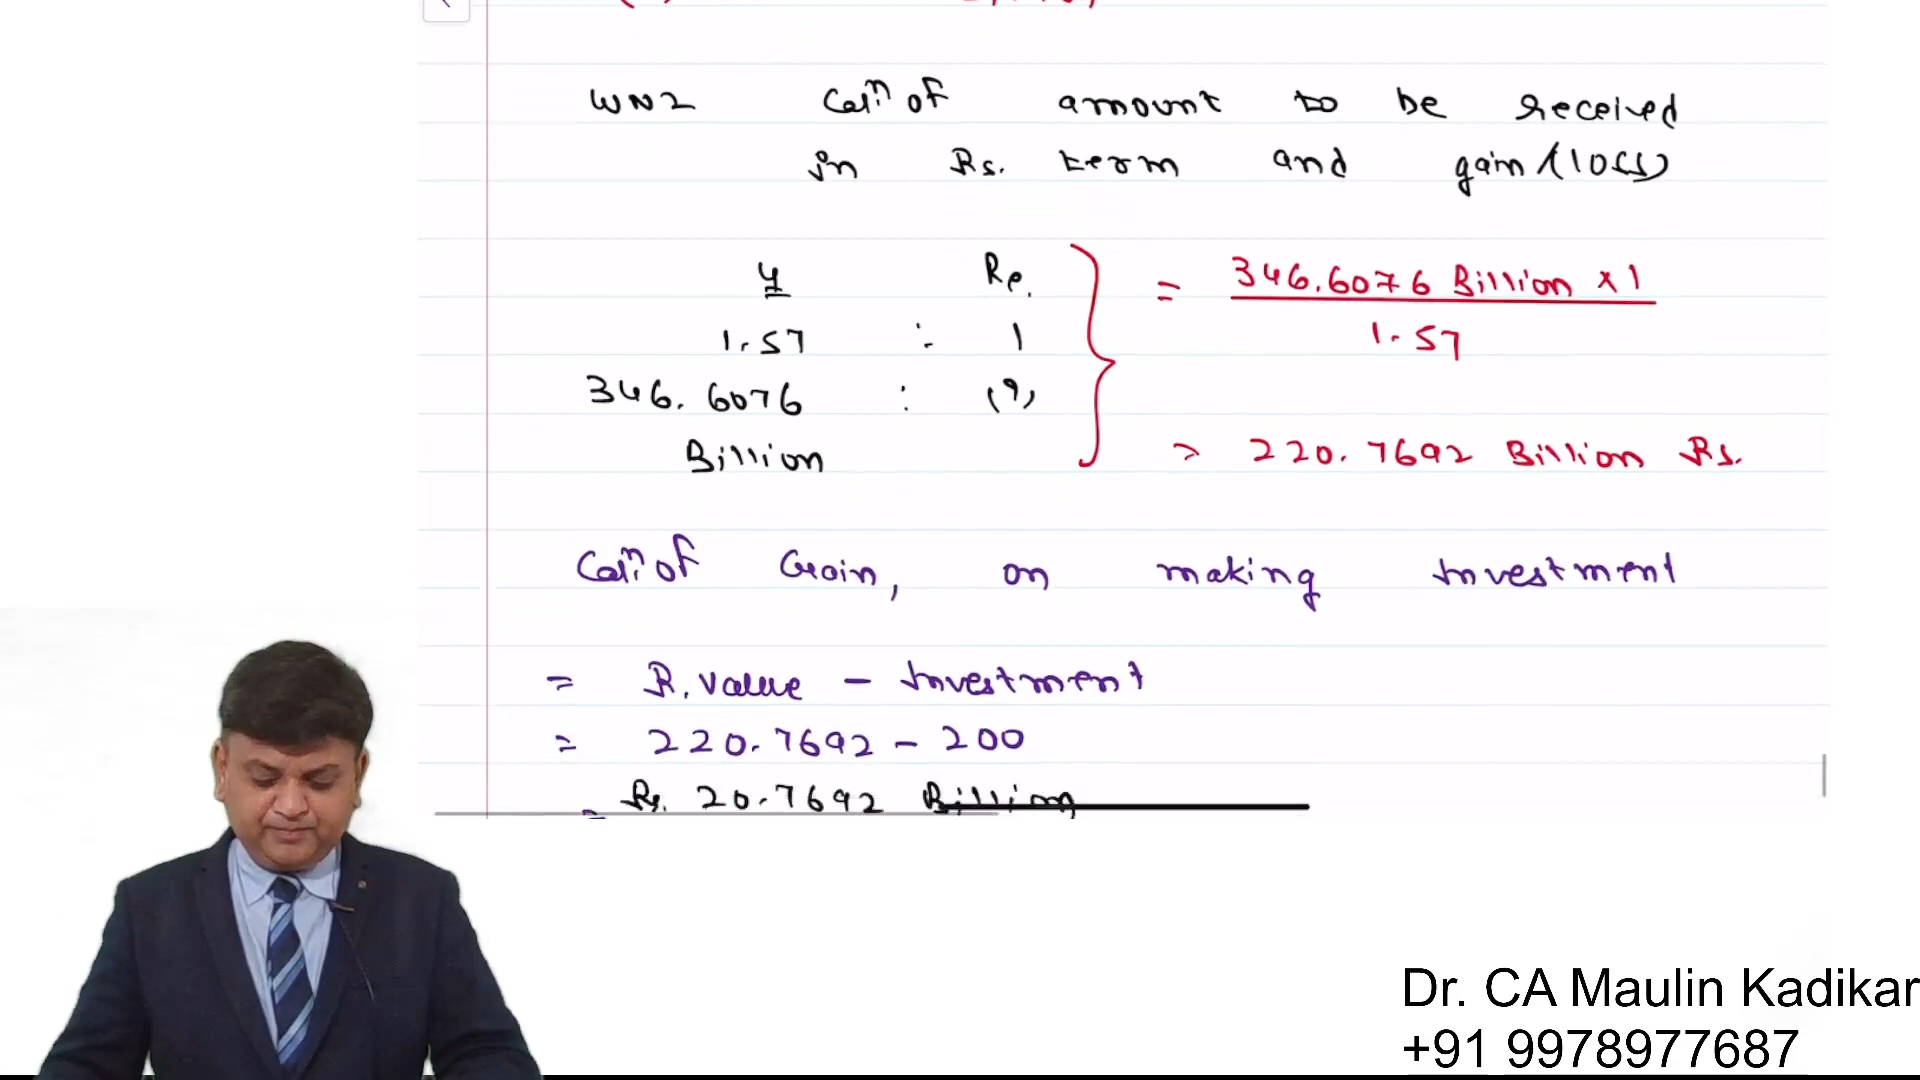 WN2 Calⁿ of amount to be received
in Rs. term and gain/(loss)
¥ Re.
1.57 : 1
346.6076 : (?)
Billion
= 346.6076 Billion × 1
1.57
= 220.7692 Billion Rs.
Calⁿ of Gain, on making Investment
= R. Value – Investment
= 220.7692 – 200
= Rs. 20.7692 Billion
Dr. CA Maulin Kadikar
+91 9978977687